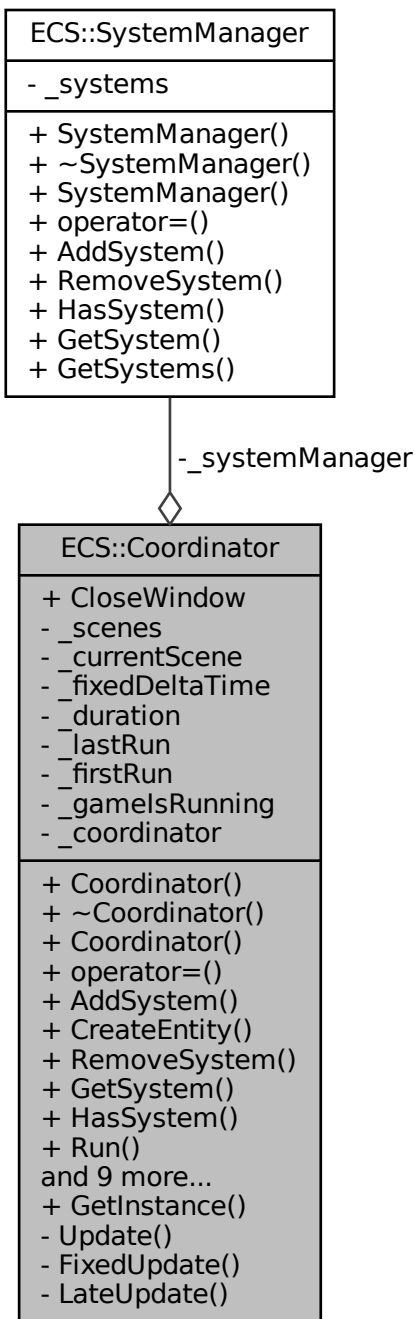 ECS::SystemManager
- _systems
+ SystemManager()
+ ~SystemManager()
+ SystemManager()
+ operator=()
+ AddSystem()
+ RemoveSystem()
+ HasSystem()
+ GetSystem()
+ GetSystems()
-_systemManager
ECS::Coordinator
+ CloseWindow
- _scenes
- _currentScene
- _fixedDeltaTime
- _duration
- _lastRun
- _firstRun
- _gameIsRunning
- _coordinator
+ Coordinator()
+ ~Coordinator()
+ Coordinator()
+ operator=()
+ AddSystem()
+ CreateEntity()
+ RemoveSystem()
+ GetSystem()
+ HasSystem()
+ Run()
and 9 more...
+ GetInstance()
- Update()
- FixedUpdate()
- LateUpdate()